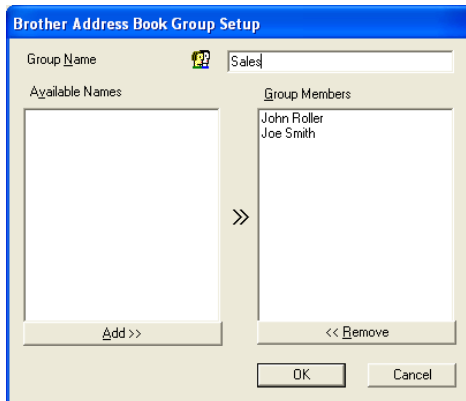 Brother Address Book Group Setup
Group Name
Sales
Available Names
Group Members
John Roller
Joe Smith
Add >>
<< Remove
OK
Cancel